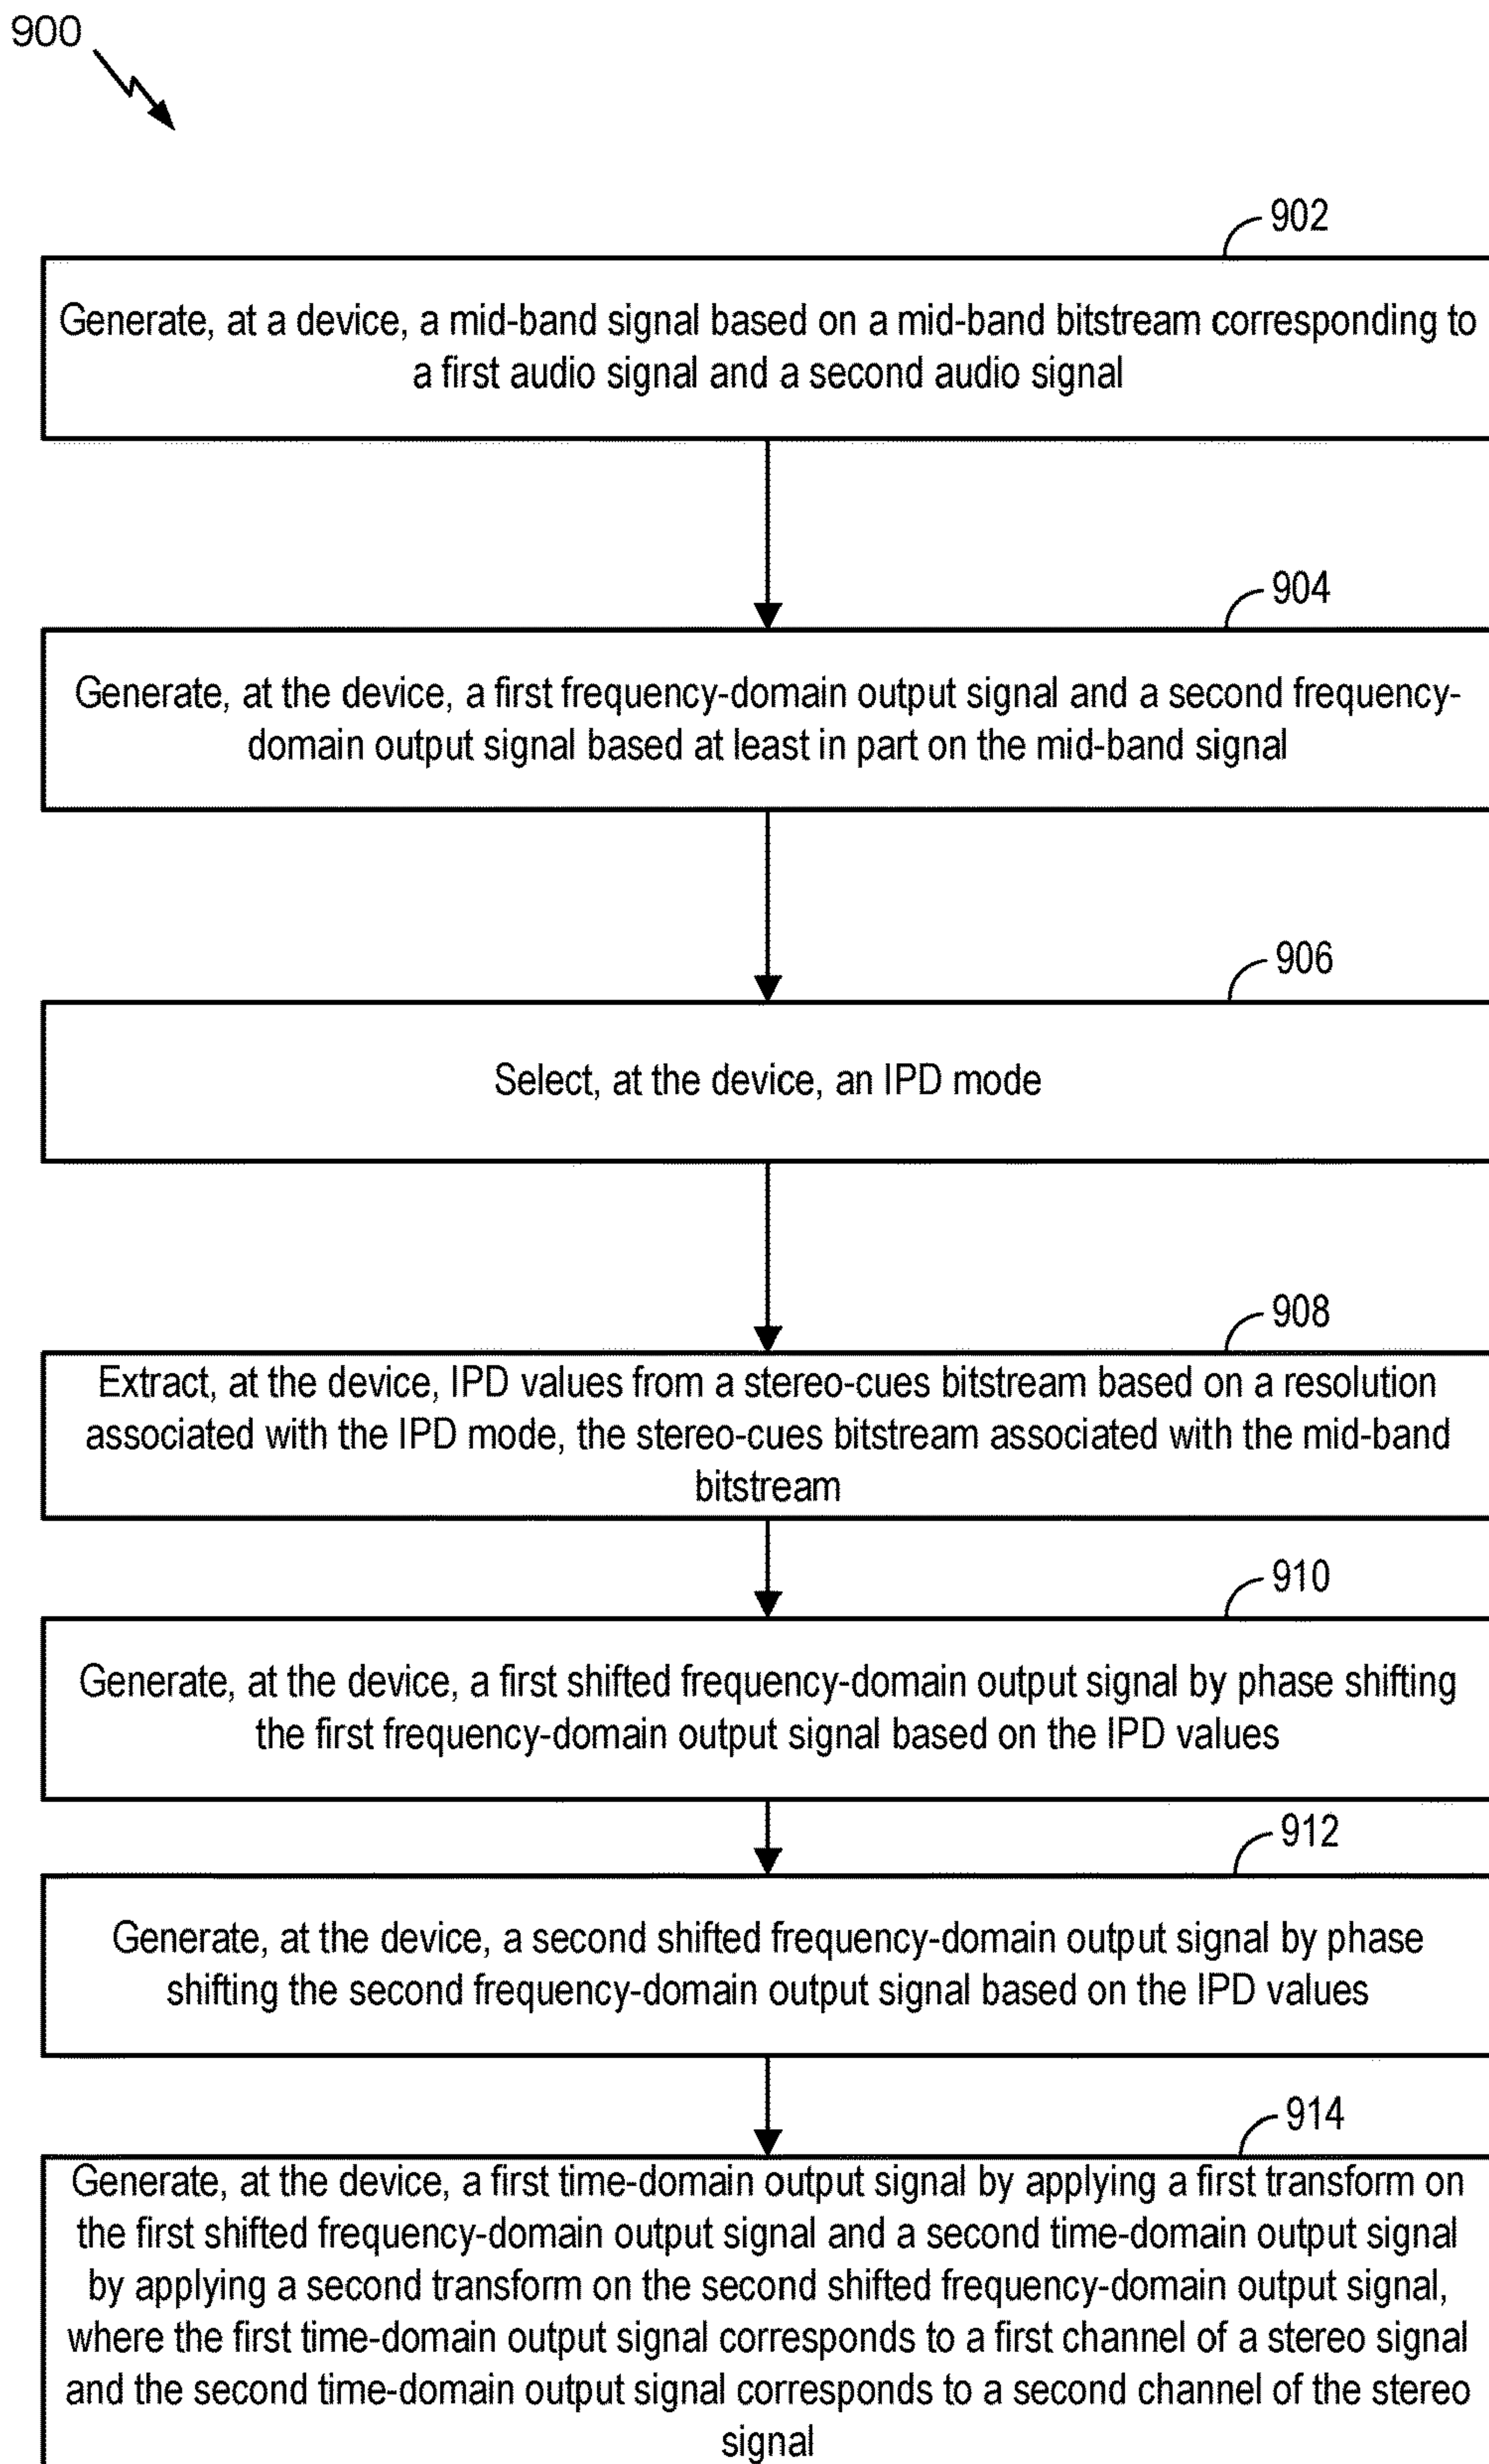 900
902
Generate, at a device, a mid-band signal based on a mid-band bitstream corresponding to
a first audio signal and a second audio signal
904
Generate, at the device, a first frequency-domain output signal and a second frequency-
domain output signal based at least in part on the mid-band signal
906
Select, at the device, an IPD mode
908
Extract, at the device, IPD values from a stereo-cues bitstream based on a resolution
associated with the IPD mode, the stereo-cues bitstream associated with the mid-band
bitstream
910
Generate, at the device, a first shifted frequency-domain output signal by phase shifting
the first frequency-domain output signal based on the IPD values
912
Generate, at the device, a second shifted frequency-domain output signal by phase
shifting the second frequency-domain output signal based on the IPD values
914
Generate, at the device, a first time-domain output signal by applying a first transform on
the first shifted frequency-domain output signal and a second time-domain output signal
by applying a second transform on the second shifted frequency-domain output signal,
where the first time-domain output signal corresponds to a first channel of a stereo signal
and the second time-domain output signal corresponds to a second channel of the stereo
signal